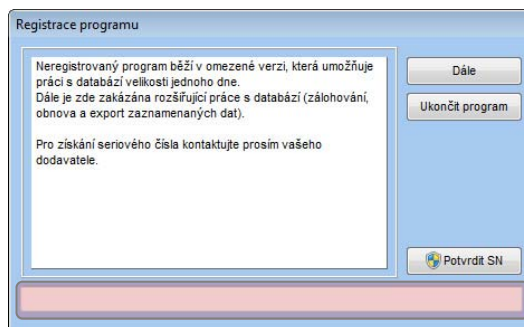 Registrace programu
Neregistrovaný program běží v omezené verzi, která umožňuje
práci s databází velikosti jednoho dne.
Dále je zde zakázána rozšiřující práce s databází (zálohování,
obnova a export zaznamenaných dat).
Pro získání seriového čísla kontaktujte prosím vašeho
dodavatele.
Dále
Ukončit program
Potvrdit SN